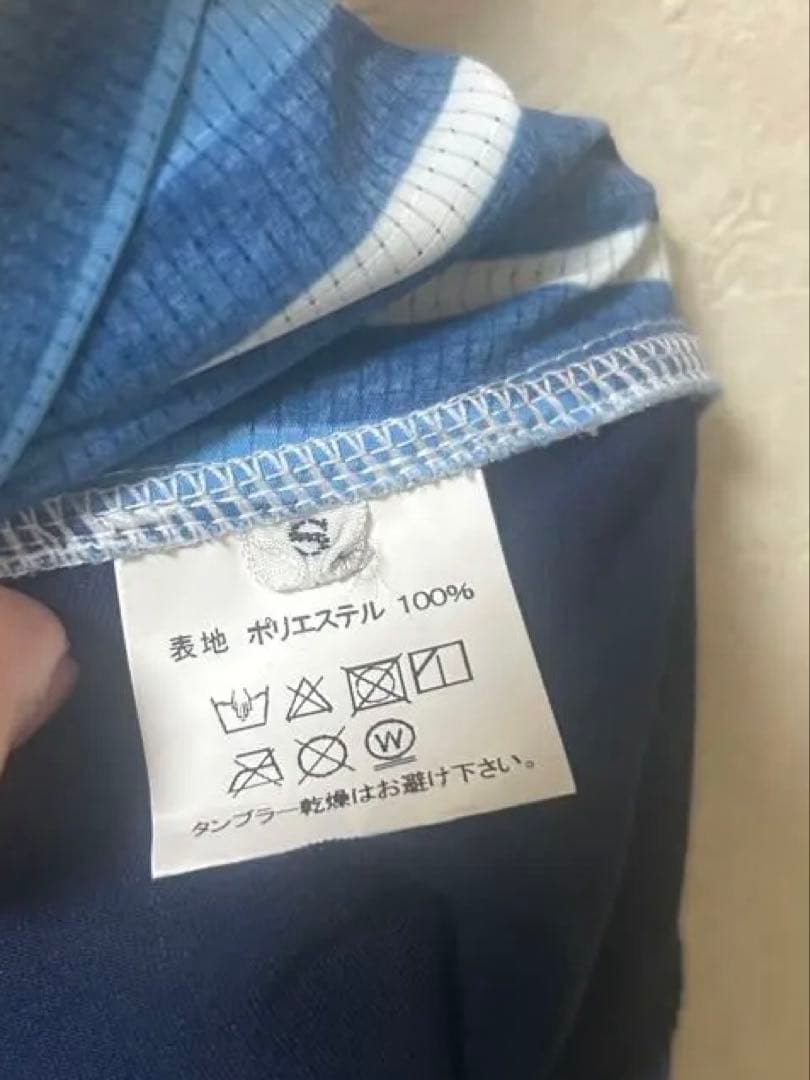 表地 ポリエステル 100%
W
タンブラー乾燥はお避け下さい。